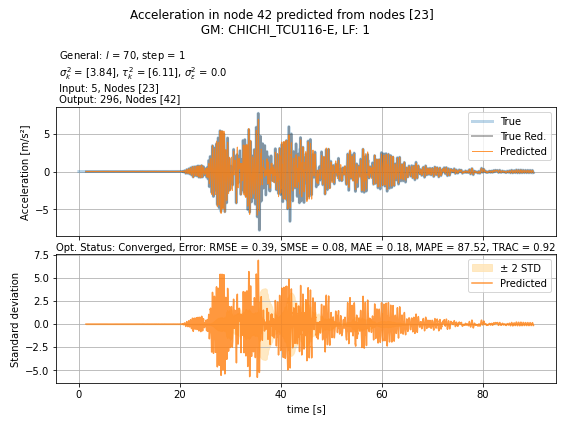 Acceleration in node 42 predicted from nodes [23]
GM: CHICHI_TCU116-E, LF: 1
General: l = 70, step = 1
σ²ₖ = [3.84], τ²ₖ = [6.11], σ²ε = 0.0
Input: 5, Nodes [23]
Output: 296, Nodes [42]
Acceleration [m/s²]
5
0
−5
True
True Red.
Predicted
Opt. Status: Converged, Error: RMSE = 0.39, SMSE = 0.08, MAE = 0.18, MAPE = 87.52, TRAC = 0.92
Standard deviation
7.5
5.0
2.5
0.0
−2.5
−5.0
± 2 STD
Predicted
0 20 40 60 80
time [s]